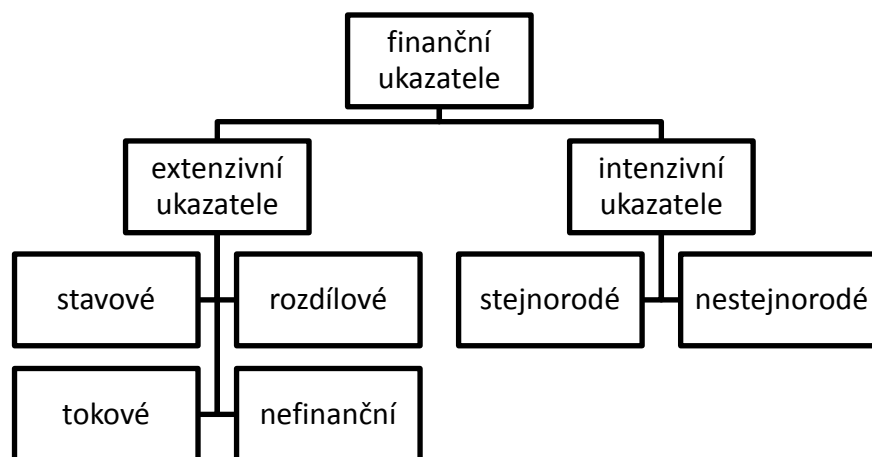 finanční
ukazatele
extenzivní
ukazatele
intenzivní
ukazatele
stavové
rozdílové
stejnorodé
nestejnorodé
tokové
nefinanční